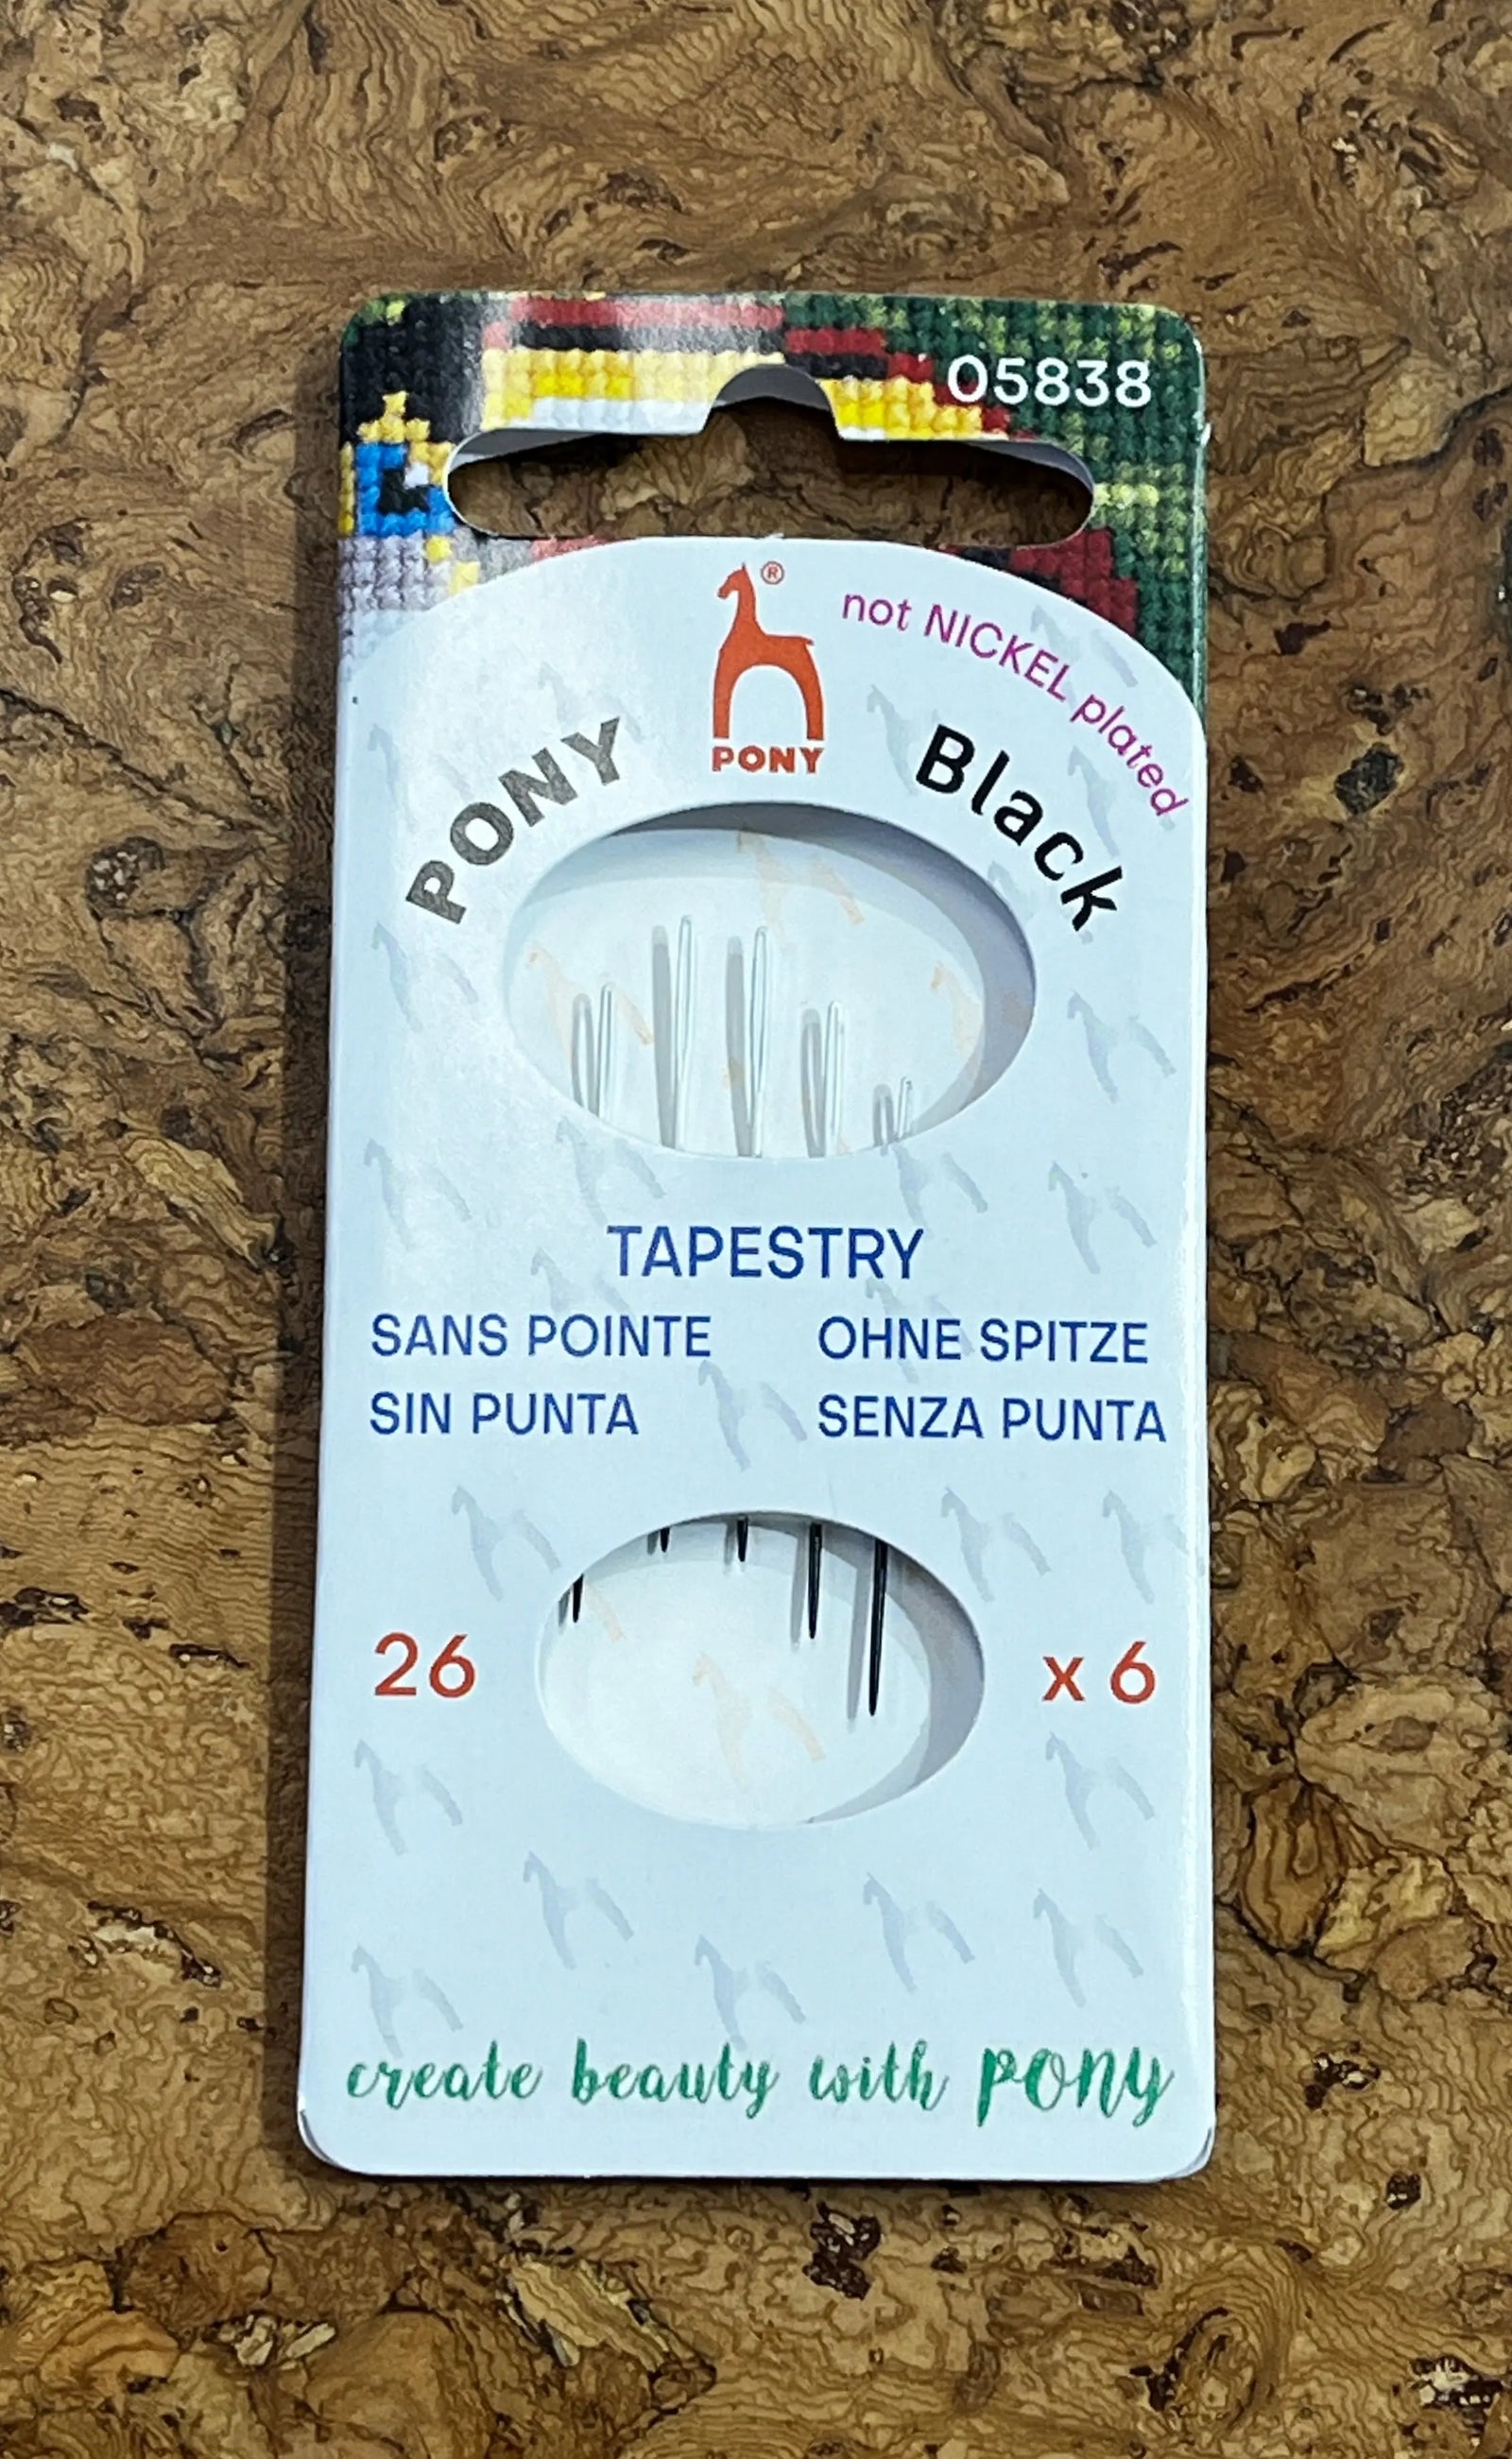 05838
®
PONY
not NICKEL plated
PONY Black
TAPESTRY
SANS POINTE OHNE SPITZE
SIN PUNTA SENZA PUNTA
26 x 6
create beauty with PONY